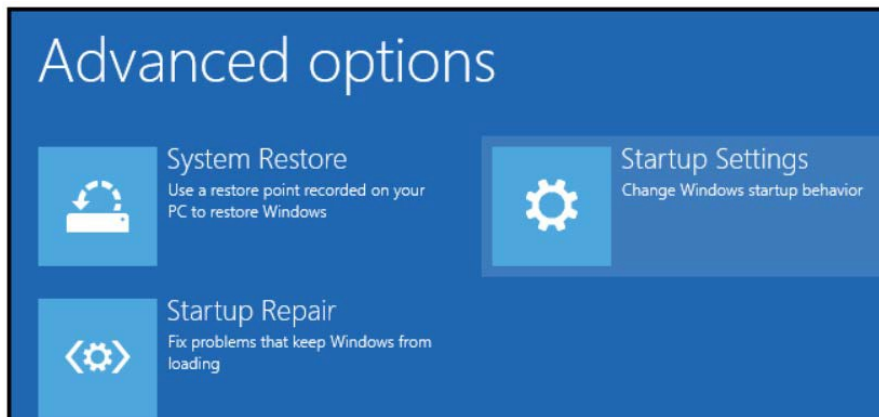 Advanced options
System Restore
Use a restore point recorded on your
PC to restore Windows
Startup Settings
Change Windows startup behavior
Startup Repair
Fix problems that keep Windows from
loading